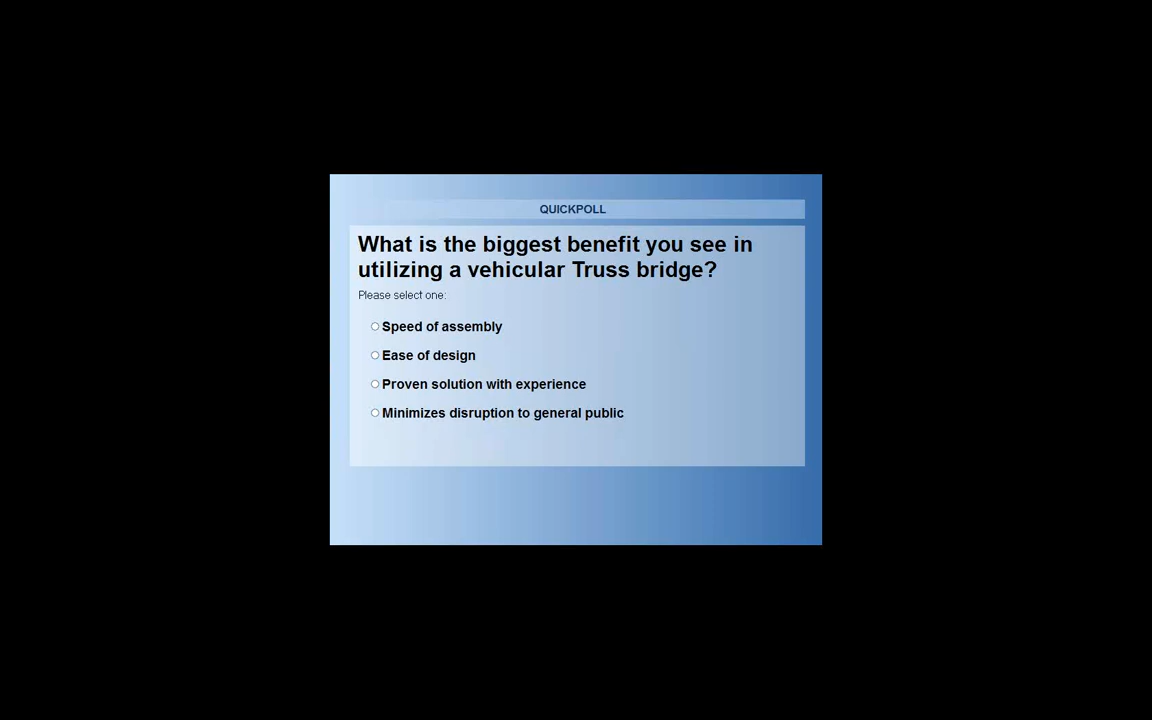 QUICKPOLL
What is the biggest benefit you see in
utilizing a vehicular Truss bridge?
Please select one:
Speed of assembly
Ease of design
Proven solution with experience
Minimizes disruption to general public